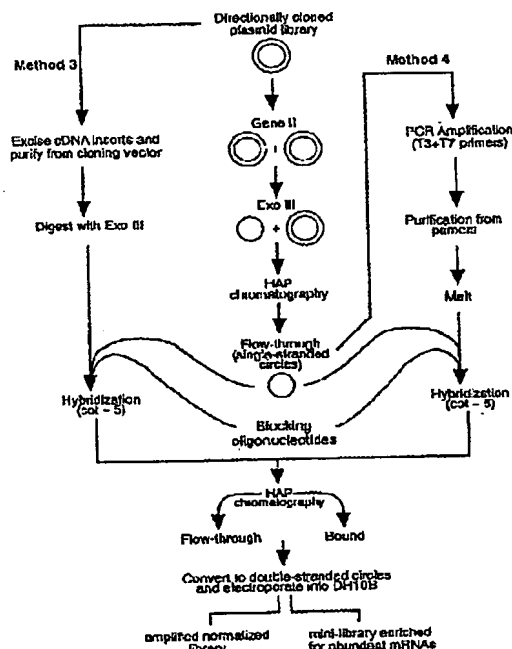 Directionally cloned
plasmid library
Method 3
Method 4
Gene II
Excise cDNA inserts and
purify from cloning vector
PCR Amplification
(T3+T7 primers)
Exo III
Digest with Exo III
Purification from
primers
HAP
chromatography
Melt
Flow-through
(single-stranded
circles)
Hybridization
(cot - 5)
Hybridization
(cot - 5)
Blocking
oligonucleotides
HAP
chromatography
Flow-through
Bound
Convert to double-stranded circles
and electroporate into DH10B
amplified normalized
library
mini-library enriched
for abundant mRNAs